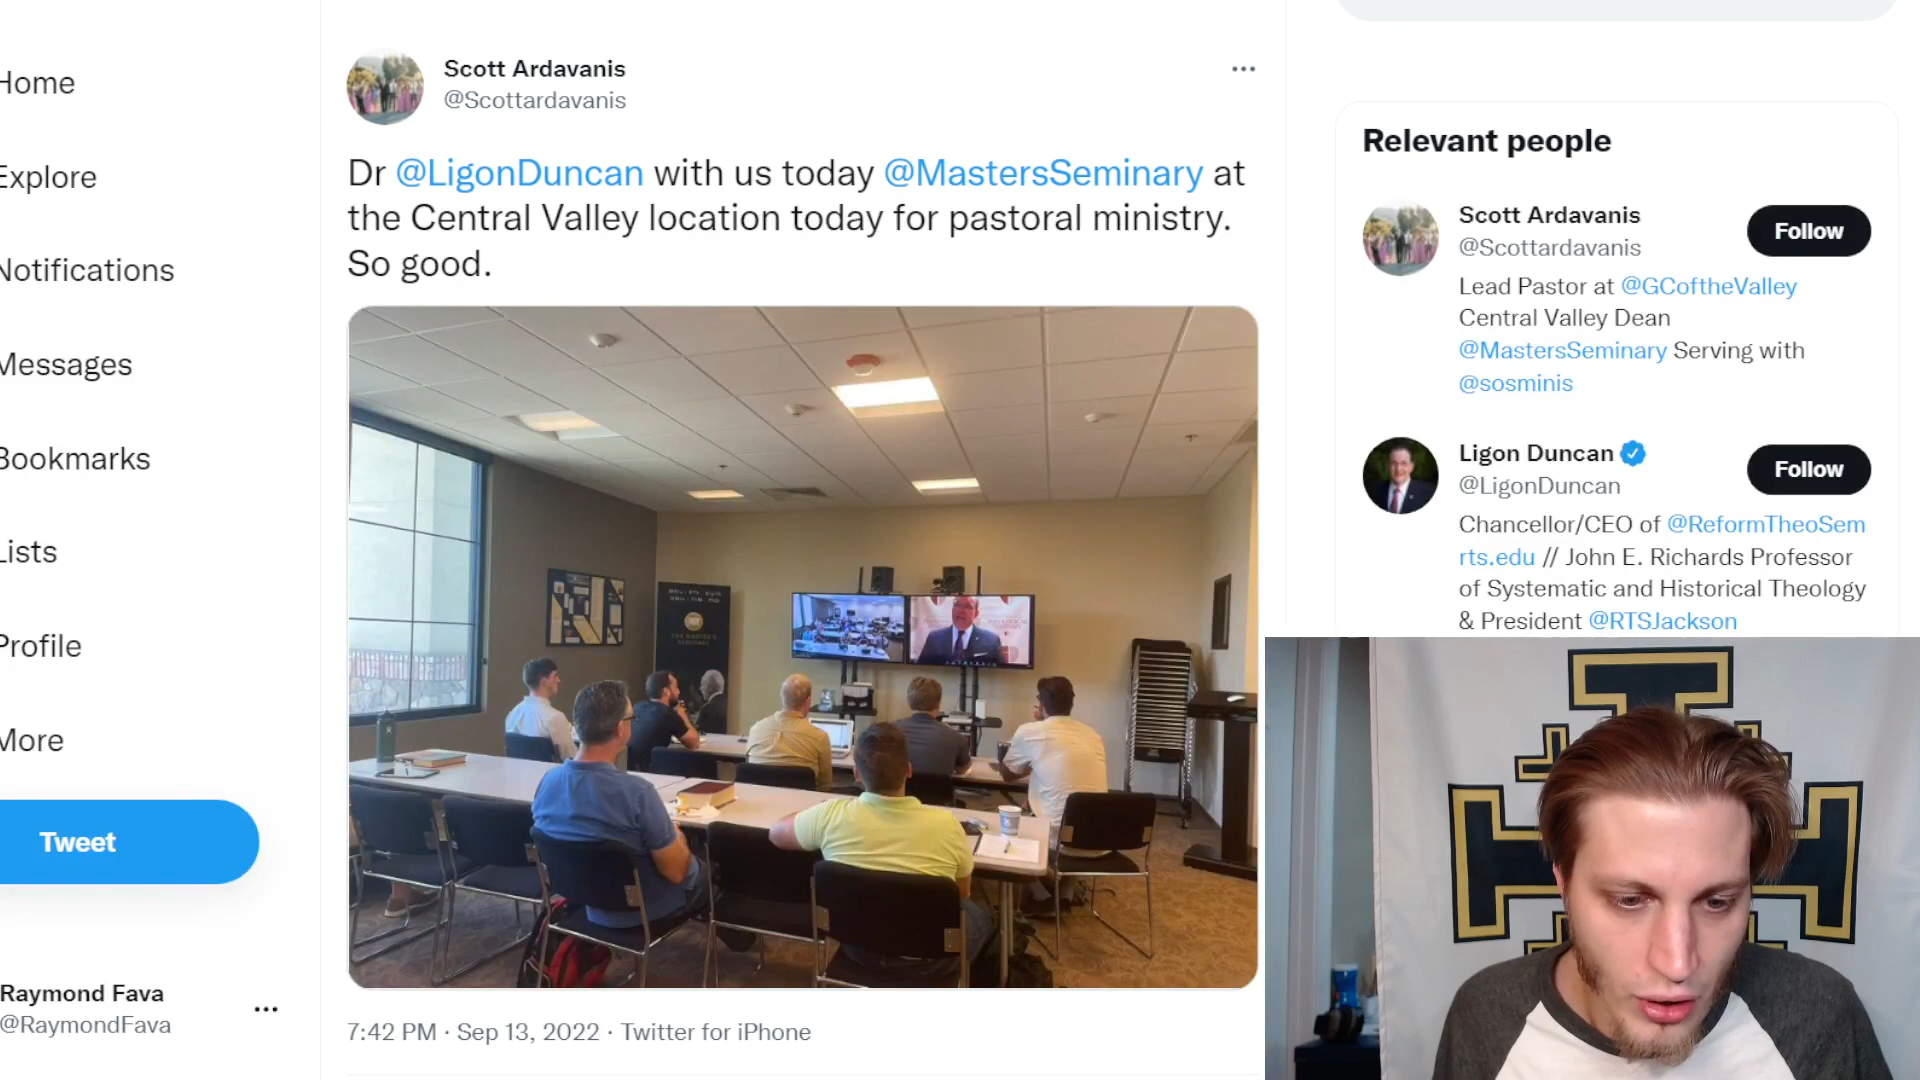 Home
Explore
Notifications
Messages
Bookmarks
Lists
Profile
More
Tweet
Raymond Fava
@RaymondFava
Scott Ardavanis
@Scottardavanis
Dr @LigonDuncan with us today @MastersSeminary at
the Central Valley location today for pastoral ministry.
So good.
THE MASTER'S
SEMINARY
7:42 PM · Sep 13, 2022 · Twitter for iPhone
Relevant people
Scott Ardavanis
@Scottardavanis
Follow
Lead Pastor at @GCoftheValley
Central Valley Dean
@MastersSeminary Serving with
@sosminis
Ligon Duncan
@LigonDuncan
Follow
Chancellor/CEO of @ReformTheoSem
rts.edu // John E. Richards Professor
of Systematic and Historical Theology
& President @RTSJackson